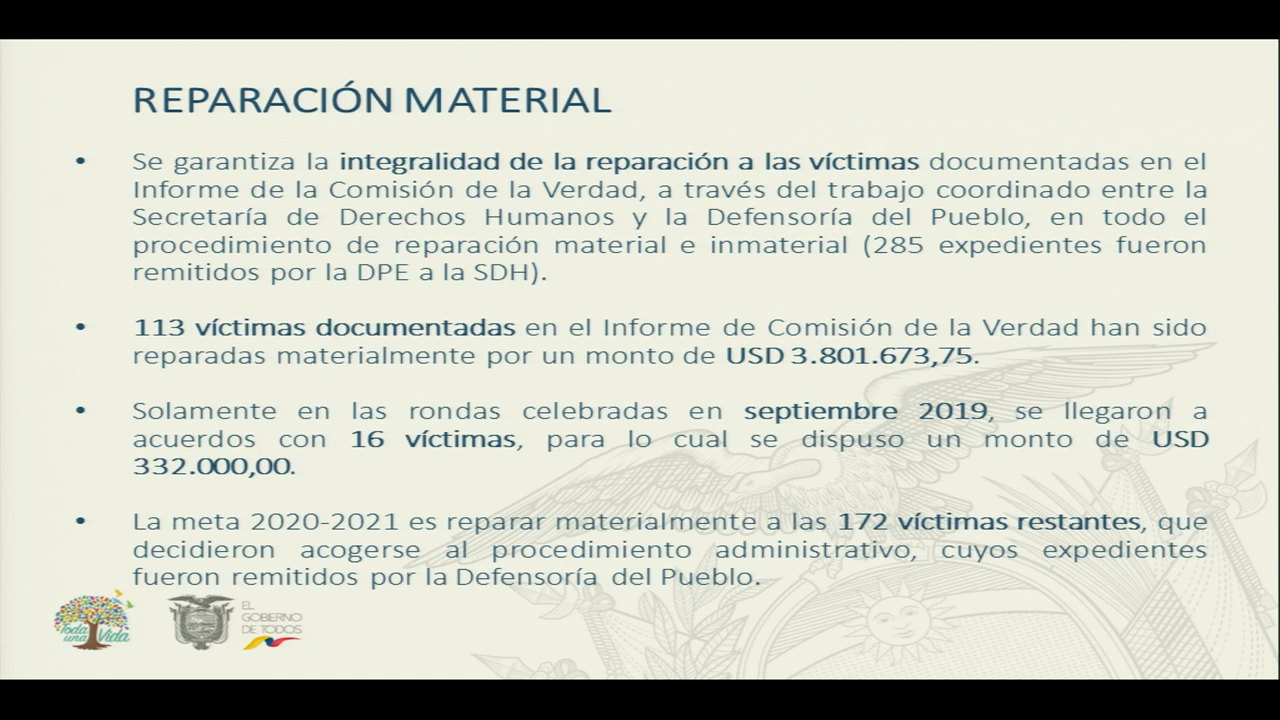 REPARACIÓN MATERIAL
• Se garantiza la integralidad de la reparación a las víctimas documentadas en el
Informe de la Comisión de la Verdad, a través del trabajo coordinado entre la
Secretaría de Derechos Humanos y la Defensoría del Pueblo, en todo el
procedimiento de reparación material e inmaterial (285 expedientes fueron
remitidos por la DPE a la SDH).
• 113 víctimas documentadas en el Informe de Comisión de la Verdad han sido
reparadas materialmente por un monto de USD 3.801.673,75.
• Solamente en las rondas celebradas en septiembre 2019, se llegaron a
acuerdos con 16 víctimas, para lo cual se dispuso un monto de USD
332.000,00.
• La meta 2020-2021 es reparar materialmente a las 172 víctimas restantes, que
decidieron acogerse al procedimiento administrativo, cuyos expedientes
fueron remitidos por la Defensoría del Pueblo.
Toda
una Vida
EL
GOBIERNO
DE TODOS